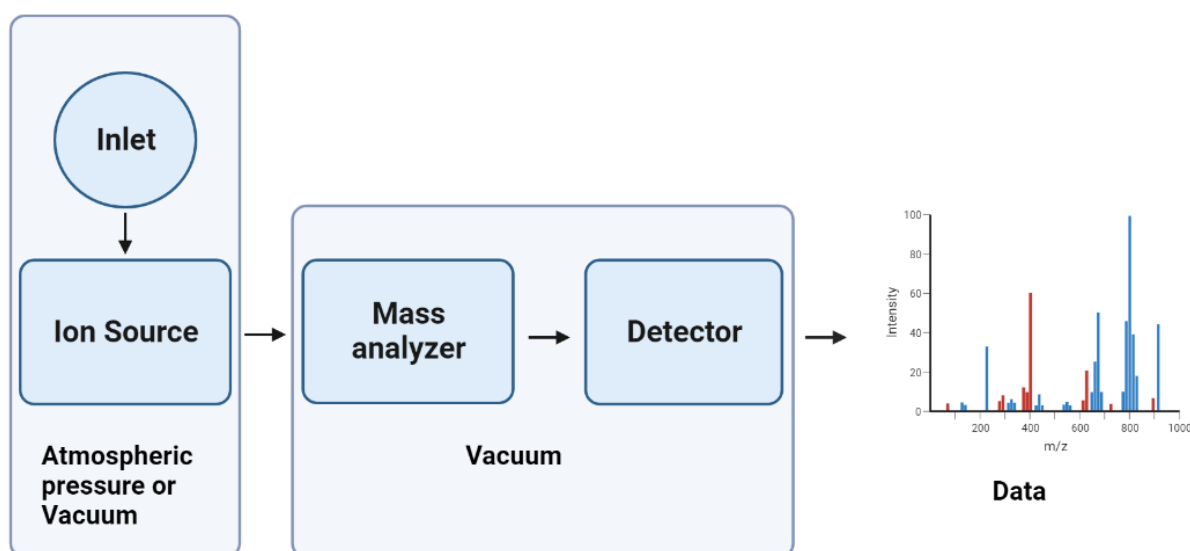 Inlet
Ion Source
Atmospheric
pressure or
Vacuum
Mass
analyzer
Detector
Vacuum
100
80
60
40
20
0
Intensity
200
400
600
800
1000
m/z
Data